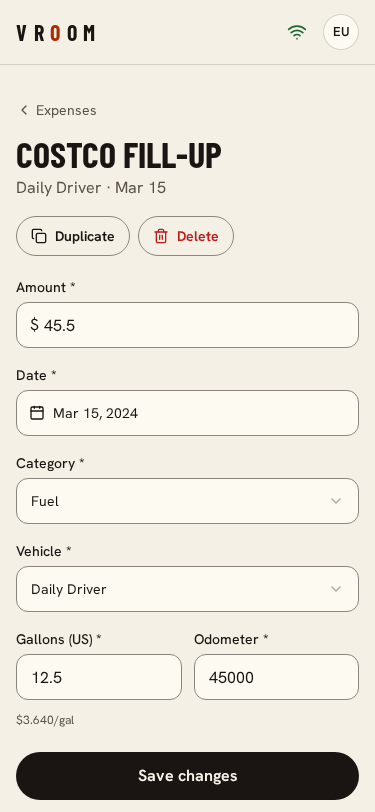 VROOM
EU
Expenses
COSTCO FILL-UP
Daily Driver · Mar 15
Duplicate
Delete
Amount *
$ 45.5
Date *
Mar 15, 2024
Category *
Fuel
Vehicle *
Daily Driver
Gallons (US) * Odometer *
12.5 45000
$3.640/gal
Save changes